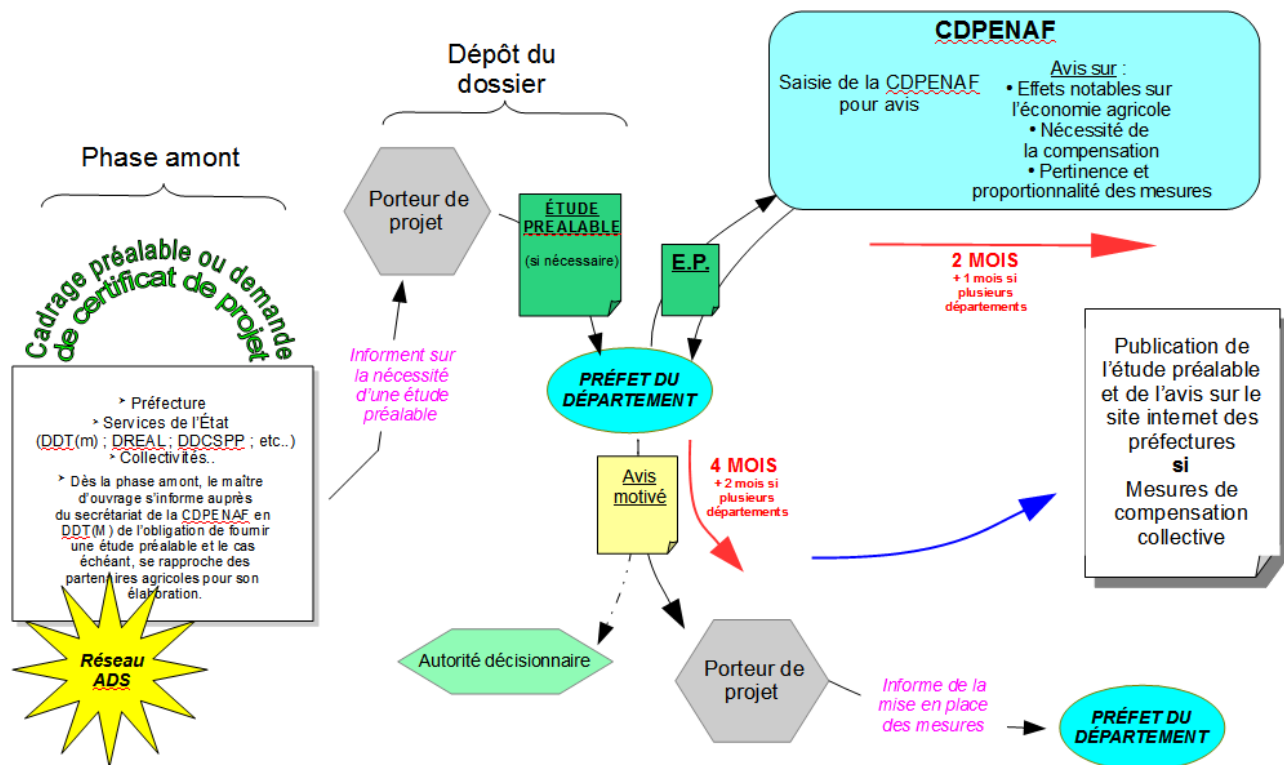 Phase amont
Cadrage préalable ou demande
de certificat de projet
➢ Préfecture
➢ Services de l'État
(DDT(m) ; DREAL ; DDCSPP ; etc..)
➢ Collectivités..
➢ Dès la phase amont, le maître
d'ouvrage s'informe auprès
du secrétariat de la CDPENAF en
DDT(M) de l'obligation de fournir
une étude préalable et le cas
échéant, se rapproche des
partenaires agricoles pour son
élaboration.
Réseau
ADS
Informent sur
la nécessité
d'une étude
préalable
Dépôt du
dossier
Porteur de
projet
ÉTUDE
PREALABLE
(si nécessaire)
E.P.
PRÉFET DU
DÉPARTEMENT
CDPENAF
Saisie de la CDPENAF
pour avis
Avis sur :
• Effets notables sur
l'économie agricole
• Nécessité de
la compensation
• Pertinence et
proportionnalité des mesures
2 MOIS
+ 1 mois si
plusieurs
départements
Avis
motivé
4 MOIS
+ 2 mois si
plusieurs
départements
Publication de
l'étude préalable
et de l'avis sur le
site internet des
préfectures
si
Mesures de
compensation
collective
Autorité décisionnaire
Porteur de
projet
Informe de la
mise en place
des mesures
PRÉFET DU
DÉPARTEMENT